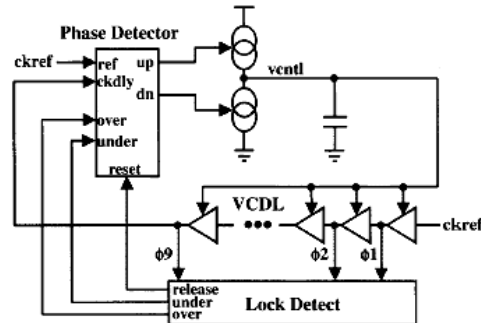 Phase Detector
ckref
ref
up
ckdly
dn
vcntl
over
under
reset
VCDL
ckref
ϕ9
ϕ2
ϕ1
release
under
over
Lock Detect